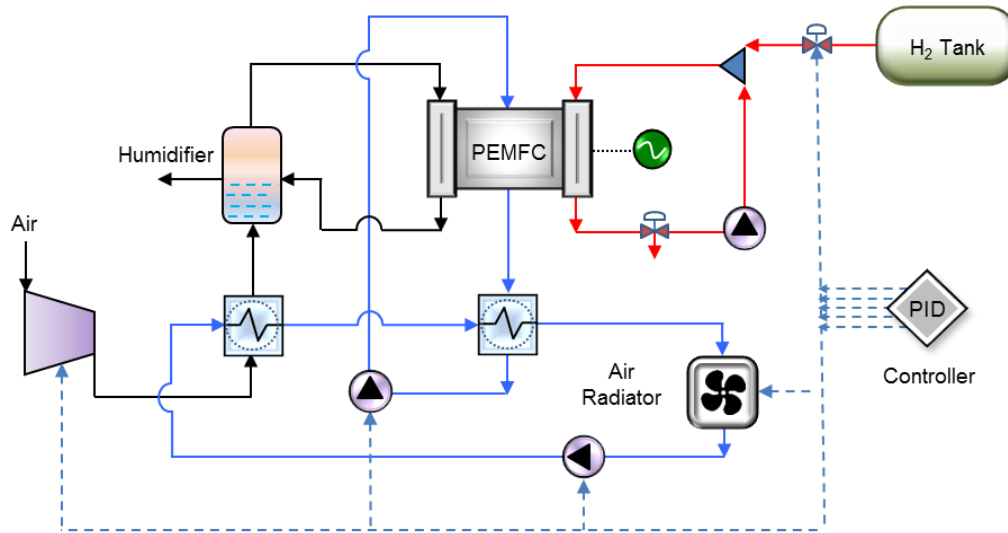 H₂ Tank
Humidifier
PEMFC
Air
PID
Air
Radiator
Controller